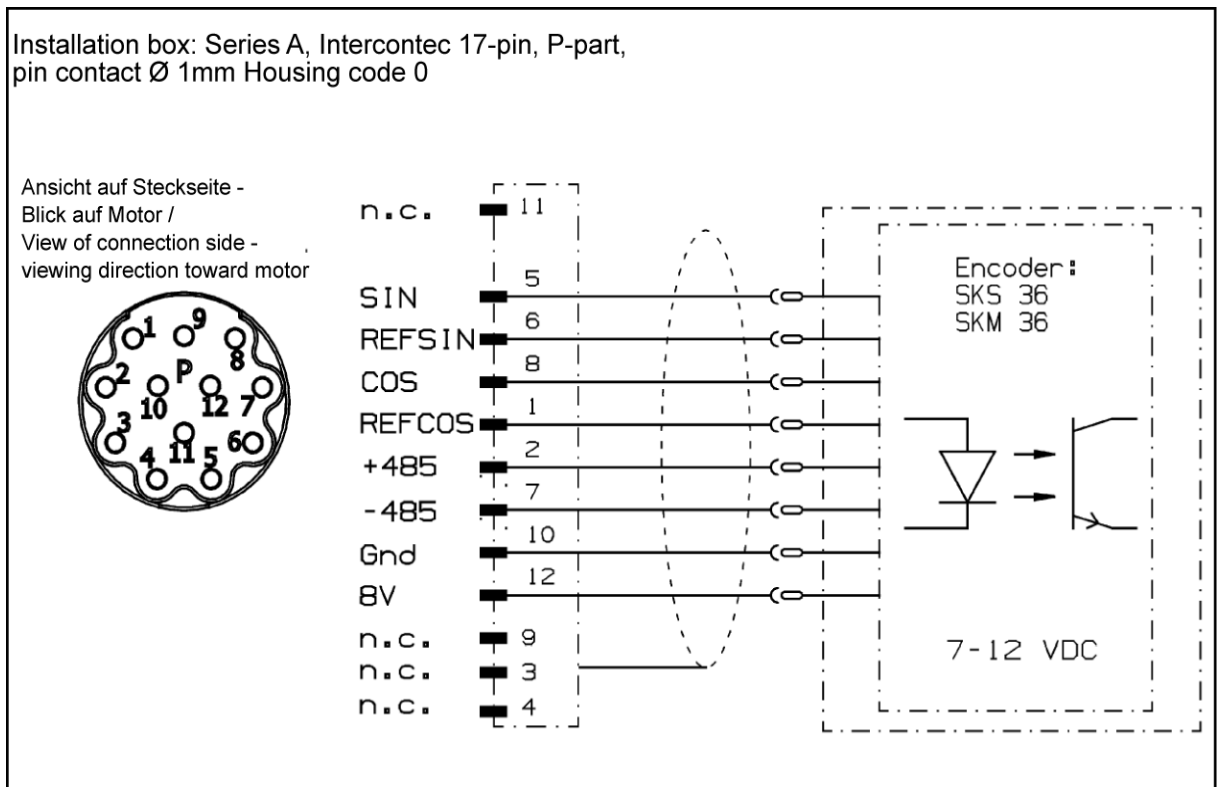 Installation box: Series A, Intercontec 17-pin, P-part,
pin contact Ø 1mm Housing code 0
Ansicht auf Steckseite -
Blick auf Motor /
View of connection side -
viewing direction toward motor
1
9
8
2
P
10
12
7
3
11
6
4
5
n.c. 11
SIN 5
REFSIN 6
COS 8
REFCOS 1
+485 2
-485 7
Gnd 10
8V 12
n.c. 9
n.c. 3
n.c. 4
Encoder:
SKS 36
SKM 36
7-12 VDC